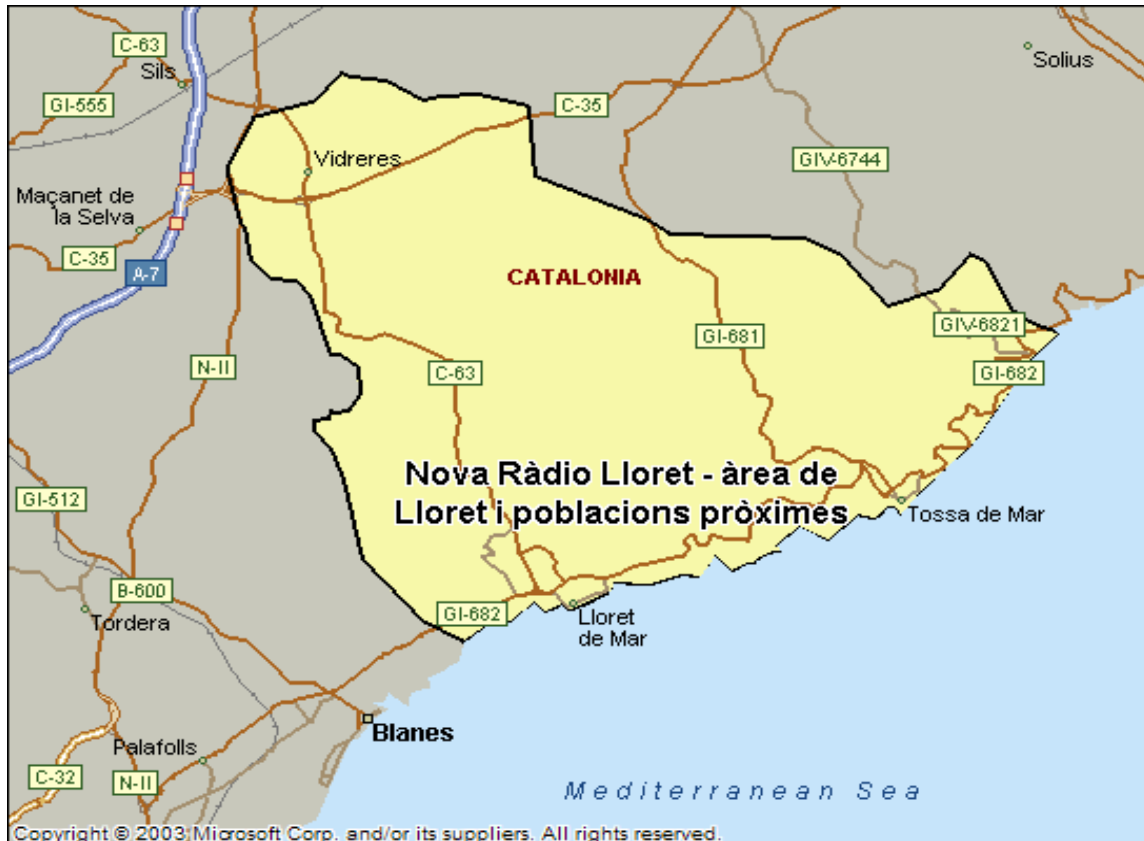 C-63
Sils
Solius
GI-555
C-35
Vidreres
GIV-6744
Maçanet de
la Selva
C-35
A-7
CATALONIA
GIV-6821
GI-681
N-II
C-63
GI-682
Nova Ràdio Lloret - àrea de
Lloret i poblacions pròximes
GI-512
Tossa de Mar
B-600
Tordera
GI-682
Lloret
de Mar
Blanes
Palafolls
C-32
N-II
Mediterranean Sea
Copyright © 2003 Microsoft Corp. and/or its suppliers. All rights reserved.